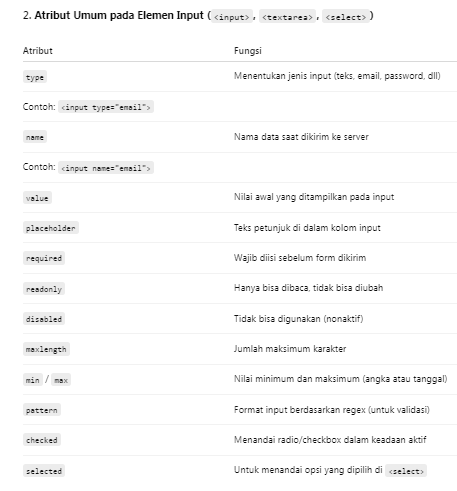 2. Atribut Umum pada Elemen Input (<input>, <textarea>, <select>)
Atribut Fungsi
type Menentukan jenis input (teks, email, password, dll)
Contoh: <input type="email">
name Nama data saat dikirim ke server
Contoh: <input name="email">
value Nilai awal yang ditampilkan pada input
placeholder Teks petunjuk di dalam kolom input
required Wajib diisi sebelum form dikirim
readonly Hanya bisa dibaca, tidak bisa diubah
disabled Tidak bisa digunakan (nonaktif)
maxlength Jumlah maksimum karakter
min / max Nilai minimum dan maksimum (angka atau tanggal)
pattern Format input berdasarkan regex (untuk validasi)
checked Menandai radio/checkbox dalam keadaan aktif
selected Untuk menandai opsi yang dipilih di <select>